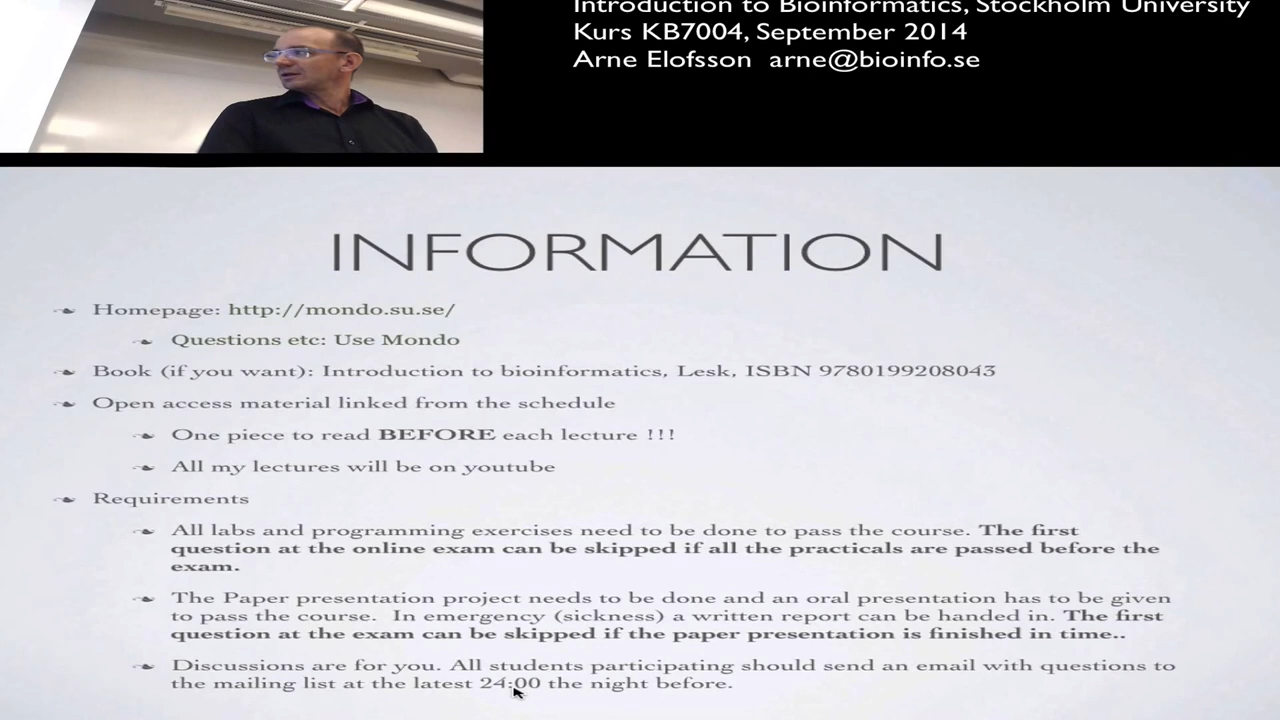 Introduction to Bioinformatics, Stockholm University
Kurs KB7004, September 2014
Arne Elofsson arne@bioinfo.se
INFORMATION
Homepage: http://mondo.su.se/
Questions etc: Use Mondo
Book (if you want): Introduction to bioinformatics, Lesk, ISBN 9780199208043
Open access material linked from the schedule
One piece to read BEFORE each lecture !!!
All my lectures will be on youtube
Requirements
All labs and programming exercises need to be done to pass the course. The first
question at the online exam can be skipped if all the practicals are passed before the
exam.
The Paper presentation project needs to be done and an oral presentation has to be given
to pass the course. In emergency (sickness) a written report can be handed in. The first
question at the exam can be skipped if the paper presentation is finished in time..
Discussions are for you. All students participating should send an email with questions to
the mailing list at the latest 24:00 the night before.